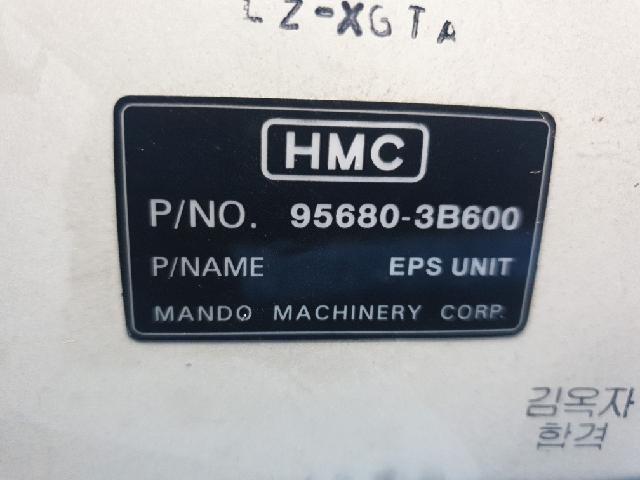 LZ-XGTA
HMC
P/NO. 95680-3B600
P/NAME EPS UNIT
MANDO MACHINERY CORP.
김옥자
합격